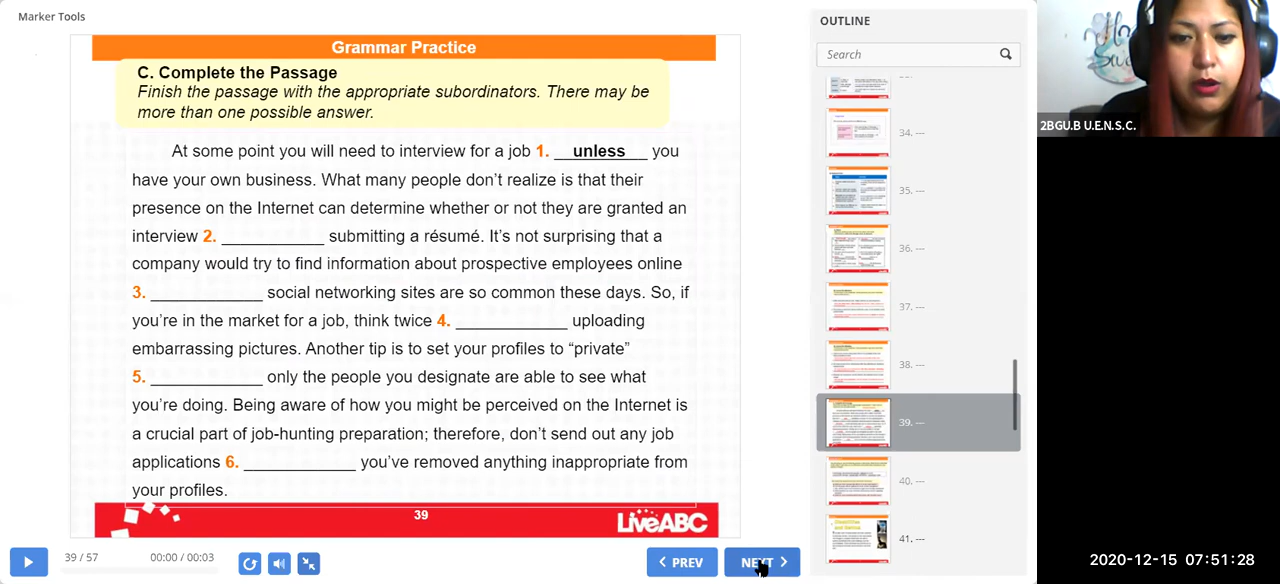 Marker Tools
Grammar Practice
C. Complete the Passage
Finish the passage with the appropriate subordinators. There may be
more than one possible answer.
At some point you will need to interview for a job 1. __unless__ you
have your own business. What many people don't realize is that their
presence on the Internet can determine whether or not they are granted an
interview 2. ____________ submitting a résumé. It's not surprising that a
company would try to find information about prospective employees online
3. ____________ social networking sites are so common these days. So, if
you're in the market for a job, think twice 4. ____________ uploading
embarrassing pictures. Another tip is to set your profiles to “private”
5. ____________ only the people you designate are able to see what
you're doing. Being aware of how you might be perceived on the Internet is
a crucial part of job-hunting preparation. Therefore, don't send out any job
applications 6. ____________ you've removed anything inappropriate from
your profiles.
39
LiveABC
39 / 57
00:00 / 00:03
PREV
NEXT
OUTLINE
Search
34. —
35. —
36. —
37. —
38. —
39. —
40. —
41. —
2BGU.B U.E.N.S.C.
2020-12-15 07:51:28